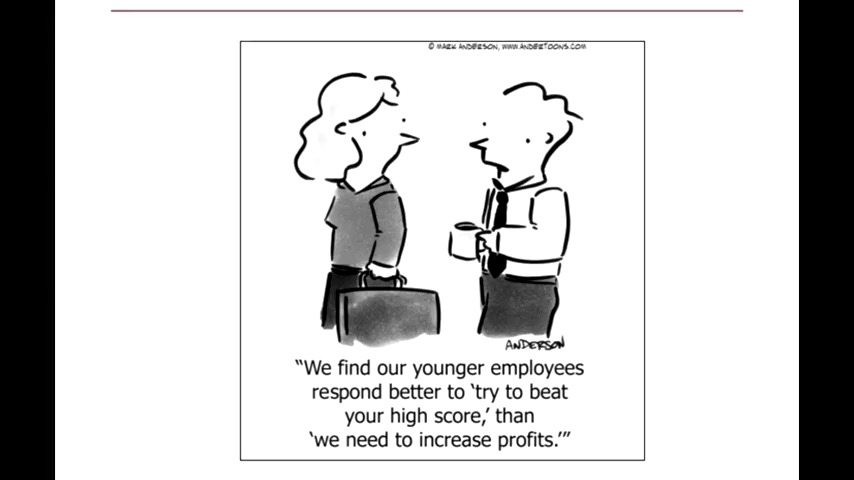 © MARK ANDERSON, WWW.ANDERTOONS.COM
ANDERSON
“We find our younger employees
respond better to ‘try to beat
your high score,’ than
‘we need to increase profits.’”